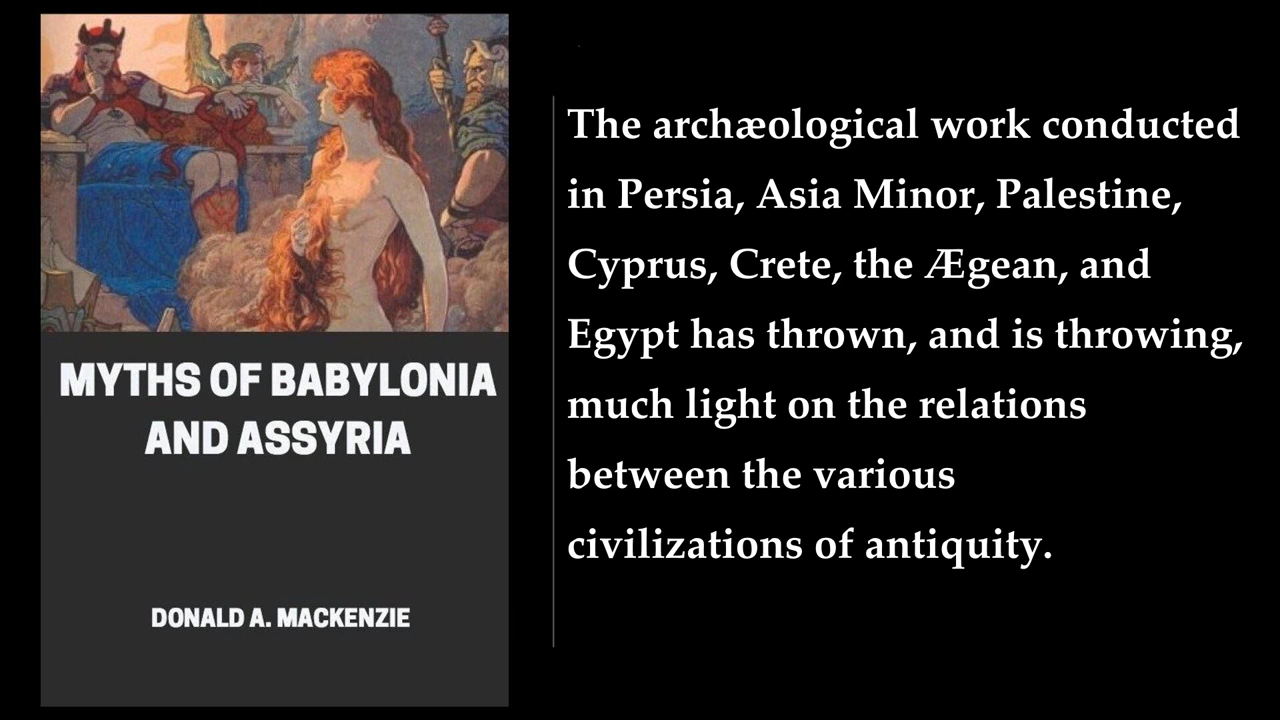 MYTHS OF BABYLONIA
AND ASSYRIA
DONALD A. MACKENZIE
The archæological work conducted
in Persia, Asia Minor, Palestine,
Cyprus, Crete, the Ægean, and
Egypt has thrown, and is throwing,
much light on the relations
between the various
civilizations of antiquity.